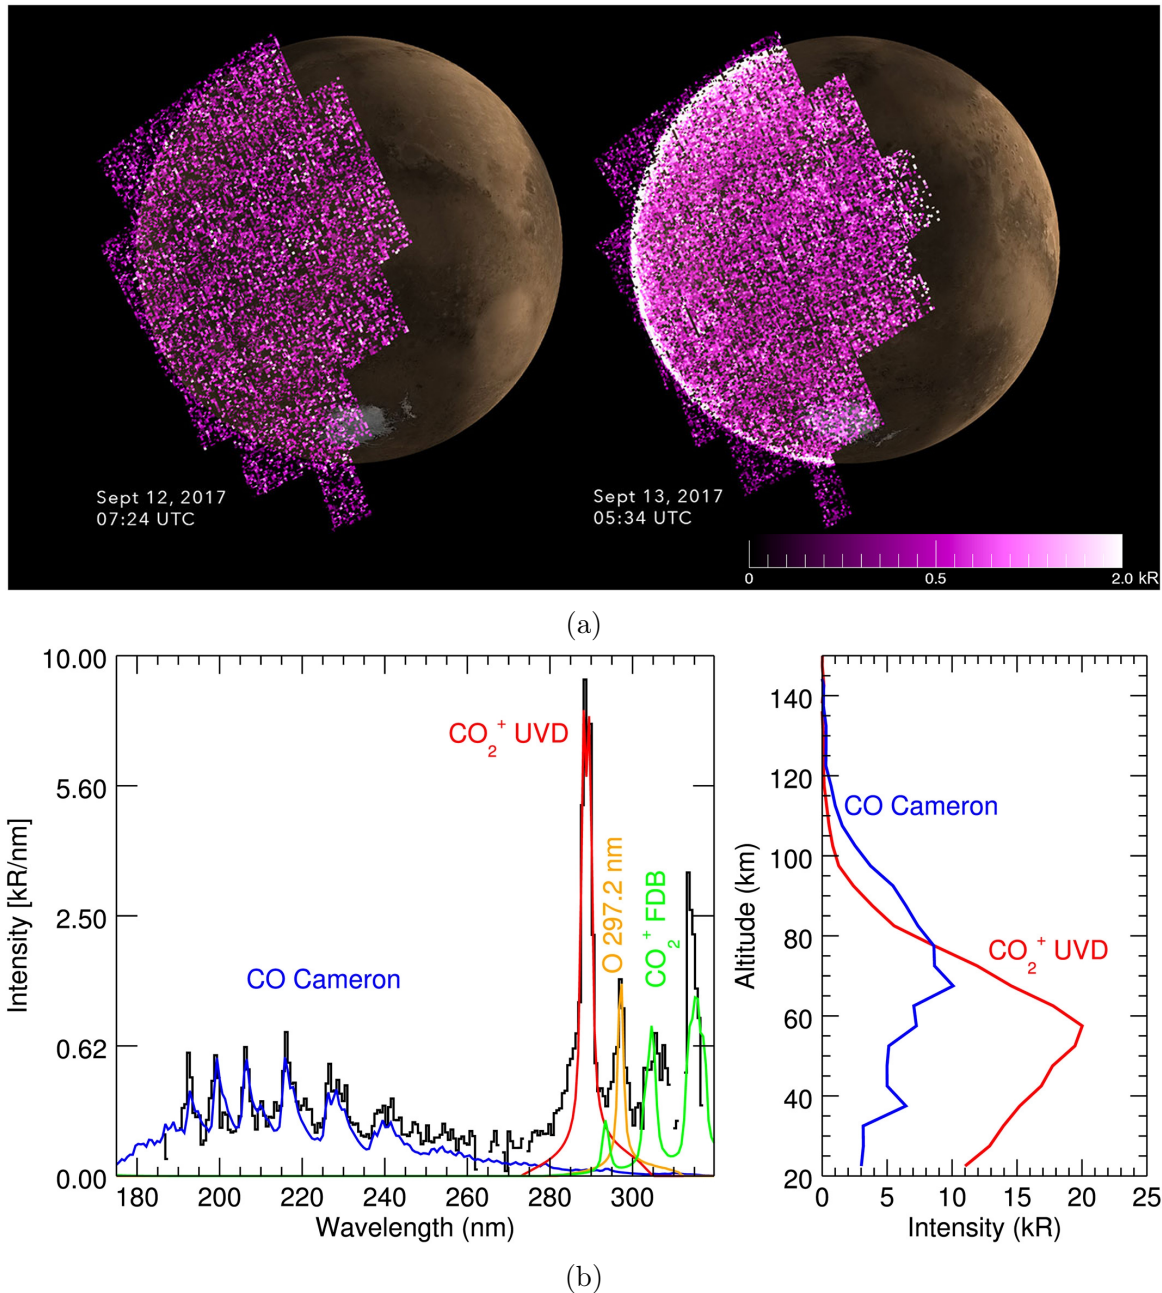 Sept 12, 2017
07:24 UTC
Sept 13, 2017
05:34 UTC
0 0.5 2.0 kR
(a)
10.00
5.60
2.50
0.62
0.00
Intensity [kR/nm]
CO₂⁺ UVD
CO Cameron
O 297.2 nm
CO₂⁺ FDB
180 200 220 240 260 280 300
Wavelength (nm)
140
120
100
80
60
40
20
Altitude (km)
CO Cameron
CO₂⁺ UVD
0 5 10 15 20 25
Intensity (kR)
(b)